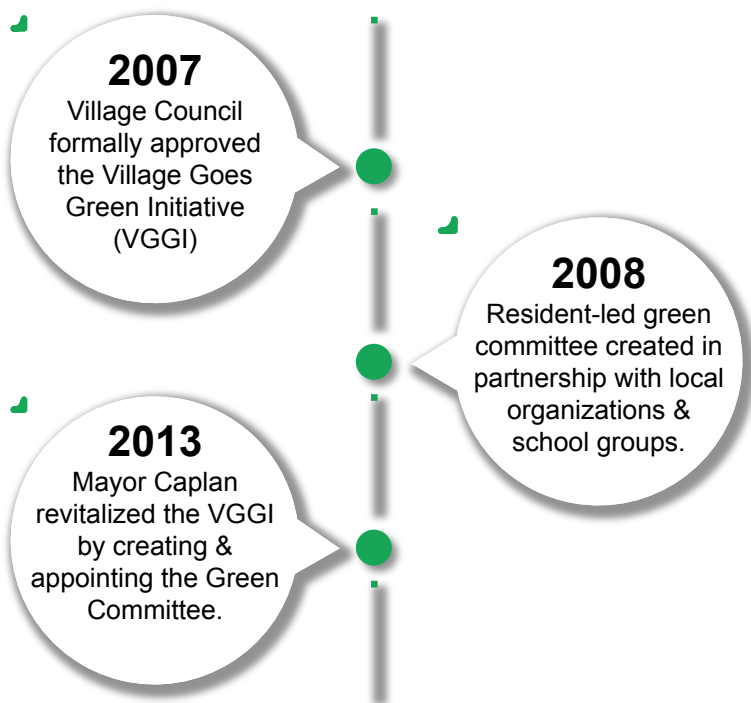 2007
Village Council
formally approved
the Village Goes
Green Initiative
(VGGI)
2008
Resident-led green
committee created in
partnership with local
organizations &
school groups.
2013
Mayor Caplan
revitalized the VGGI
by creating &
appointing the Green
Committee.